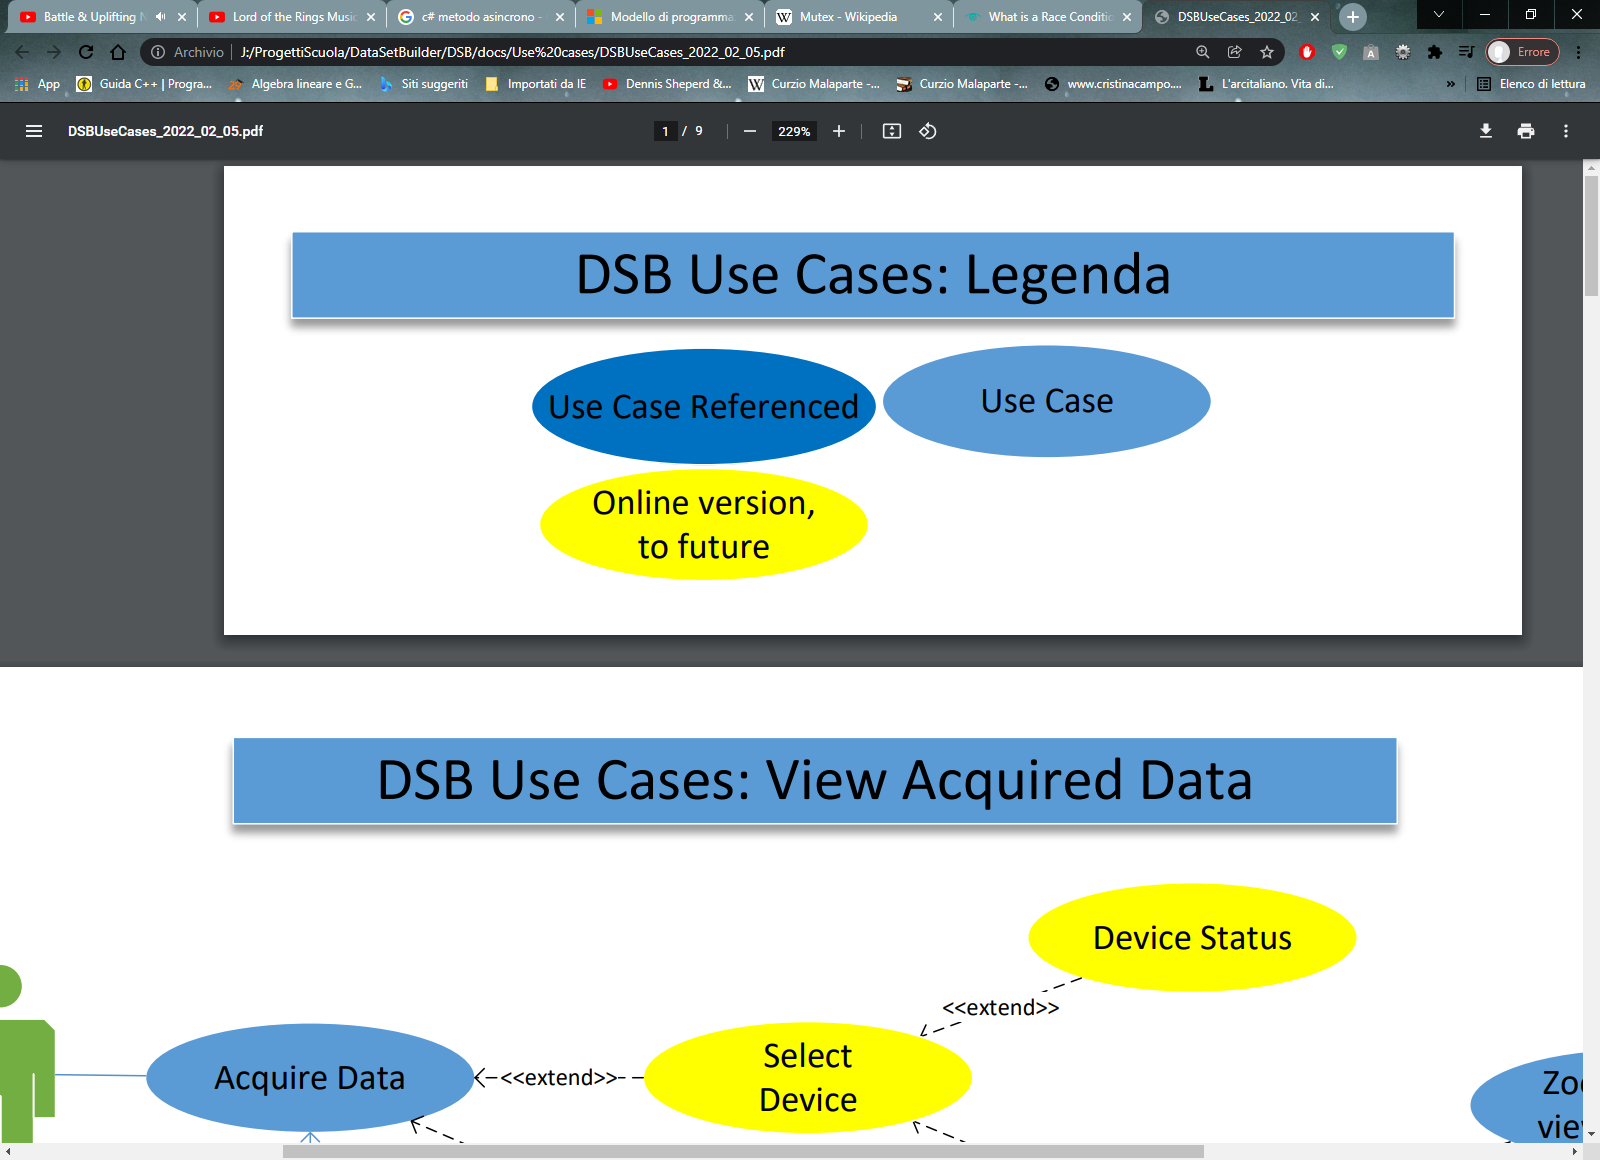 Battle & Uplifting N
Lord of the Rings Music
c# metodo asincrono -
Modello di programma
Mutex - Wikipedia
What is a Race Conditio
DSBUseCases_2022_02_
Archivio
J:/ProgettiScuola/DataSetBuilder/DSB/docs/Use%20cases/DSBUseCases_2022_02_05.pdf
Errore
App
Guida C++ | Progra...
Algebra lineare e G...
Siti suggeriti
Importati da IE
Dennis Sheperd &...
Curzio Malaparte -...
Curzio Malaparte -...
www.cristinacampo....
L'arcitaliano. Vita di...
»
Elenco di lettura
DSBUseCases_2022_02_05.pdf
1 / 9
229%
DSB Use Cases: Legenda
Use Case Referenced
Use Case
Online version,
to future
DSB Use Cases: View Acquired Data
Device Status
<<extend>>
Acquire Data
<<extend>>
Select
Device
Zo
vie